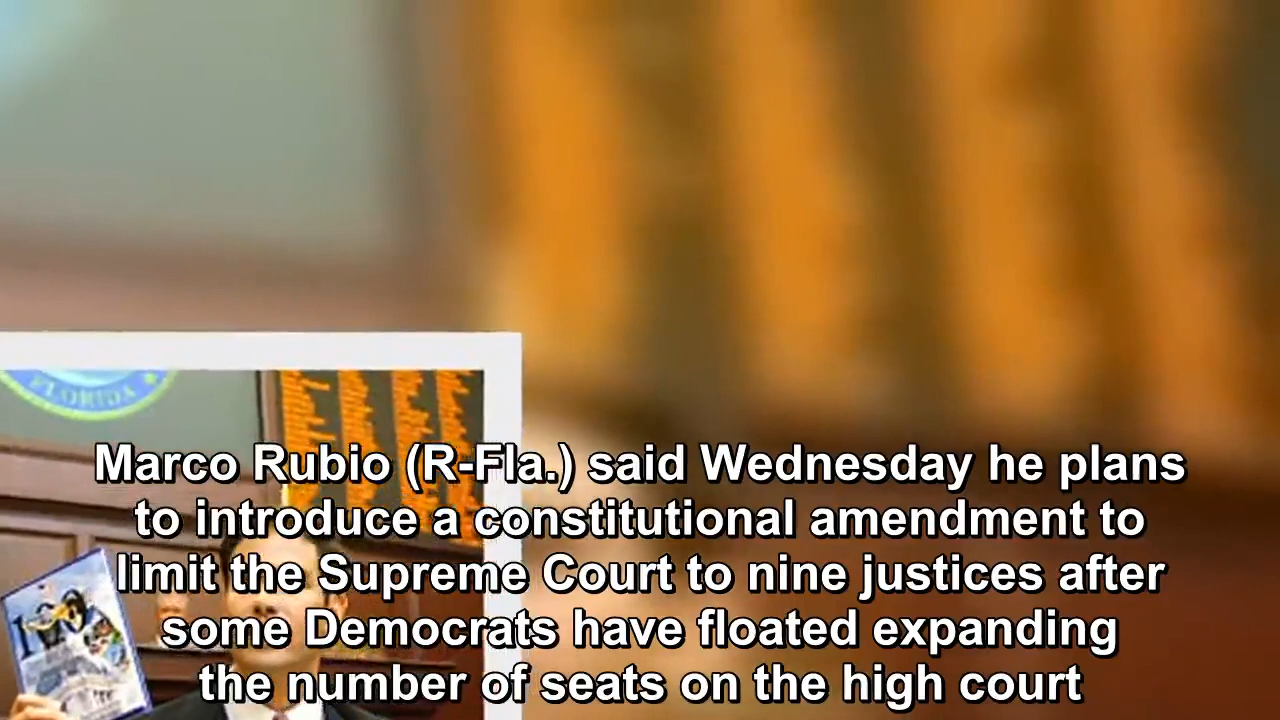 FLORIDA
Marco Rubio (R-Fla.) said Wednesday he plans
to introduce a constitutional amendment to
limit the Supreme Court to nine justices after
some Democrats have floated expanding
the number of seats on the high court